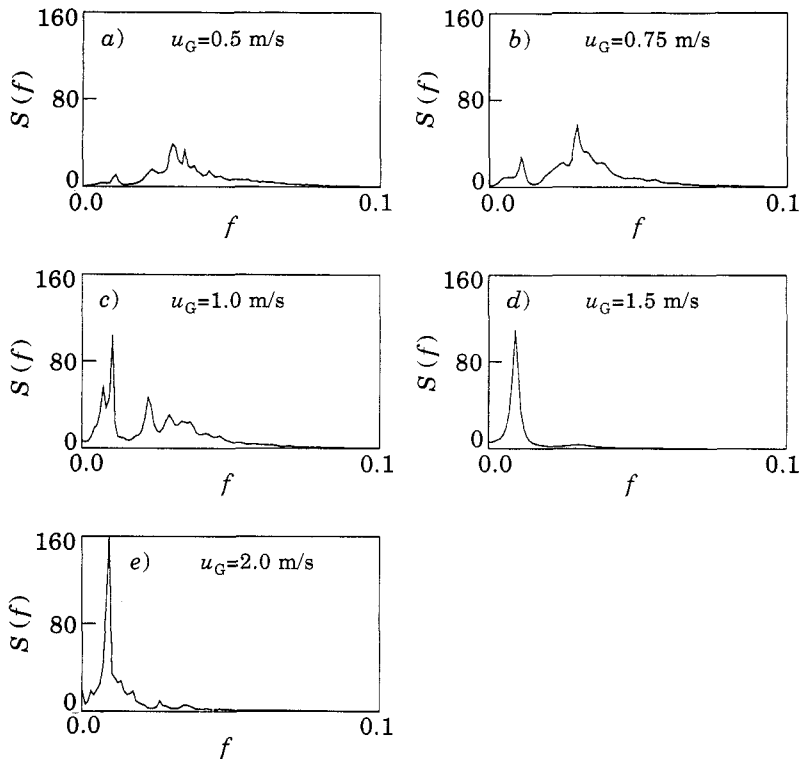 160
80
0
S(f)
a) u_G=0.5 m/s
0.0
0.1
f
160
80
0
S(f)
b) u_G=0.75 m/s
0.0
0.1
f
160
80
0
S(f)
c) u_G=1.0 m/s
0.0
0.1
f
160
80
0
S(f)
d) u_G=1.5 m/s
0.0
0.1
f
160
80
0
S(f)
e) u_G=2.0 m/s
0.0
0.1
f